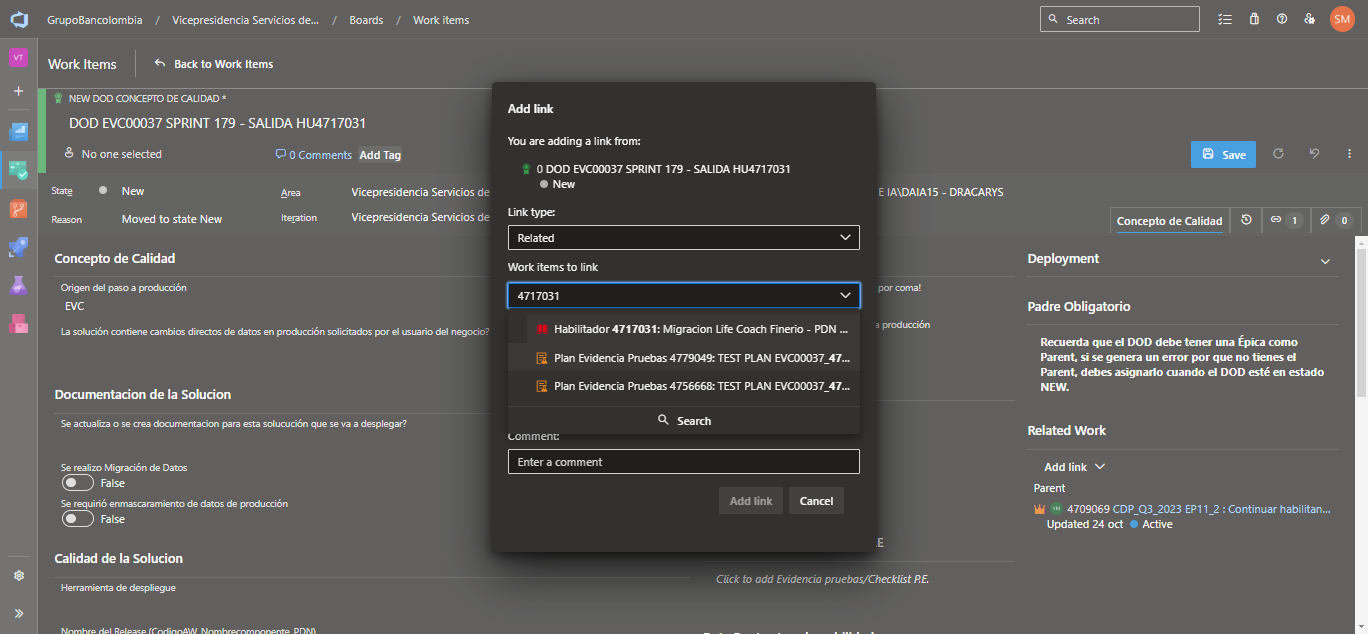 GrupoBancolombia / Vicepresidencia Servicios de... / Boards / Work items
Search
SM
VT
Work Items
Back to Work Items
NEW DOD CONCEPTO DE CALIDAD *
DOD EVC00037 SPRINT 179 - SALIDA HU4717031
No one selected
0 Comments
Add Tag
Save
State
New
Area
Vicepresidencia Servicios de
E IA\DAIA15 - DRACARYS
Reason
Moved to state New
Iteration
Vicepresidencia Servicios de
Concepto de Calidad
1
0
Concepto de Calidad
Origen del paso a producción
EVC
La solución contiene cambios directos de datos en producción solicitados por el usuario del negocio?
Documentacion de la Solucion
Se actualiza o se crea documentacion para esta solucución que se va a desplegar?
Se realizo Migración de Datos
False
Se requirió enmascaramiento de datos de producción
False
Calidad de la Solucion
Herramienta de despliegue
Nombre del Release (CodigoAW_Nombrecomponente_PDN)
Add link
You are adding a link from:
0 DOD EVC00037 SPRINT 179 - SALIDA HU4717031
New
Link type:
Related
Work items to link
4717031
Habilitador 4717031: Migracion Life Coach Finerio - PDN ...
Plan Evidencia Pruebas 4779049: TEST PLAN EVC00037_47...
Plan Evidencia Pruebas 4756668: TEST PLAN EVC00037_47...
Search
Comment:
Enter a comment
Add link
Cancel
por coma!
a producción
E
Click to add Evidencia pruebas/Checklist P.E.
Deployment
Padre Obligatorio
Recuerda que el DOD debe tener una Épica como
Parent, si se genera un error por que no tienes el
Parent, debes asignarlo cuando el DOD esté en estado
NEW.
Related Work
Add link
Parent
4709069 CDP_Q3_2023 EP11_2 : Continuar habilitan...
Updated 24 oct
Active